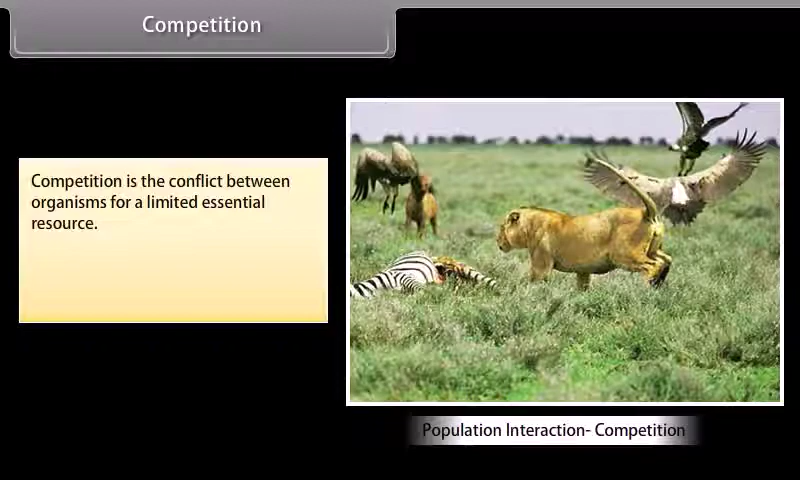 Competition
Competition is the conflict between
organisms for a limited essential
resource.
Population Interaction- Competition